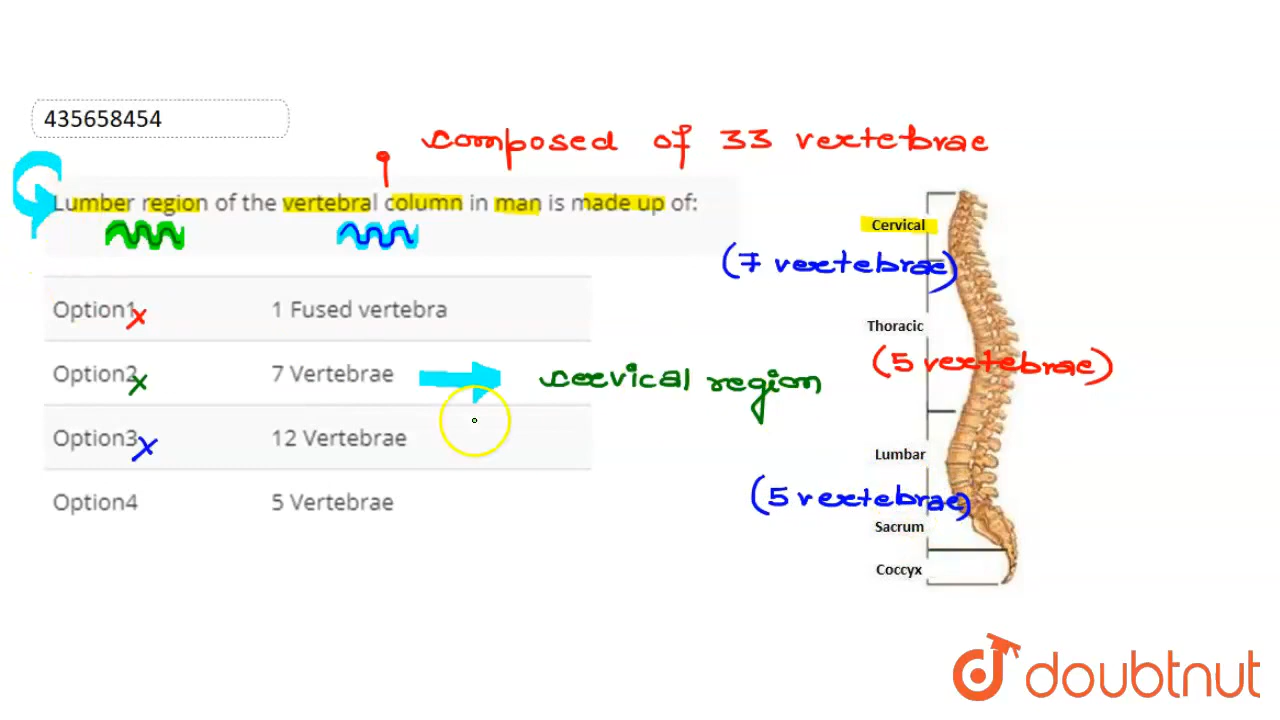 435658454
composed of 33 vertebrae
Lumber region of the vertebral column in man is made up of:
Cervical
(7 vertebrae)
Option1 x 1 Fused vertebra
Thoracic
(5 vertebrae)
Option2 x 7 Vertebrae
cervical region
Option3 x 12 Vertebrae
Lumbar
Option4 5 Vertebrae
(5 vertebrae)
Sacrum
Coccyx
doubtnut